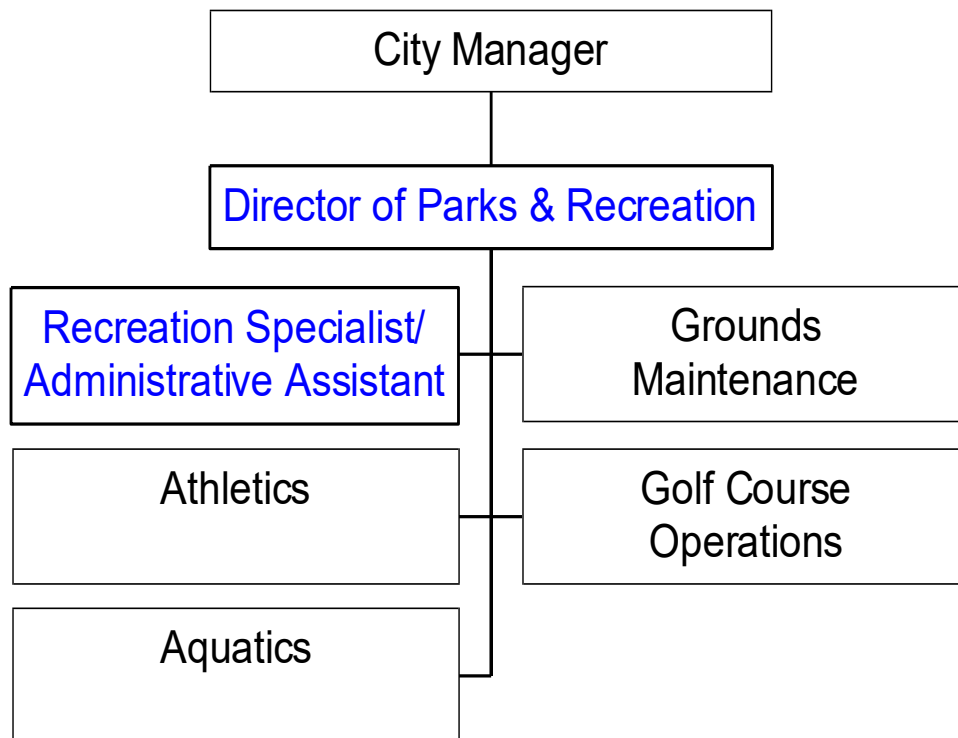 City Manager
Director of Parks & Recreation
Recreation Specialist/
Administrative Assistant
Grounds
Maintenance
Athletics
Golf Course
Operations
Aquatics